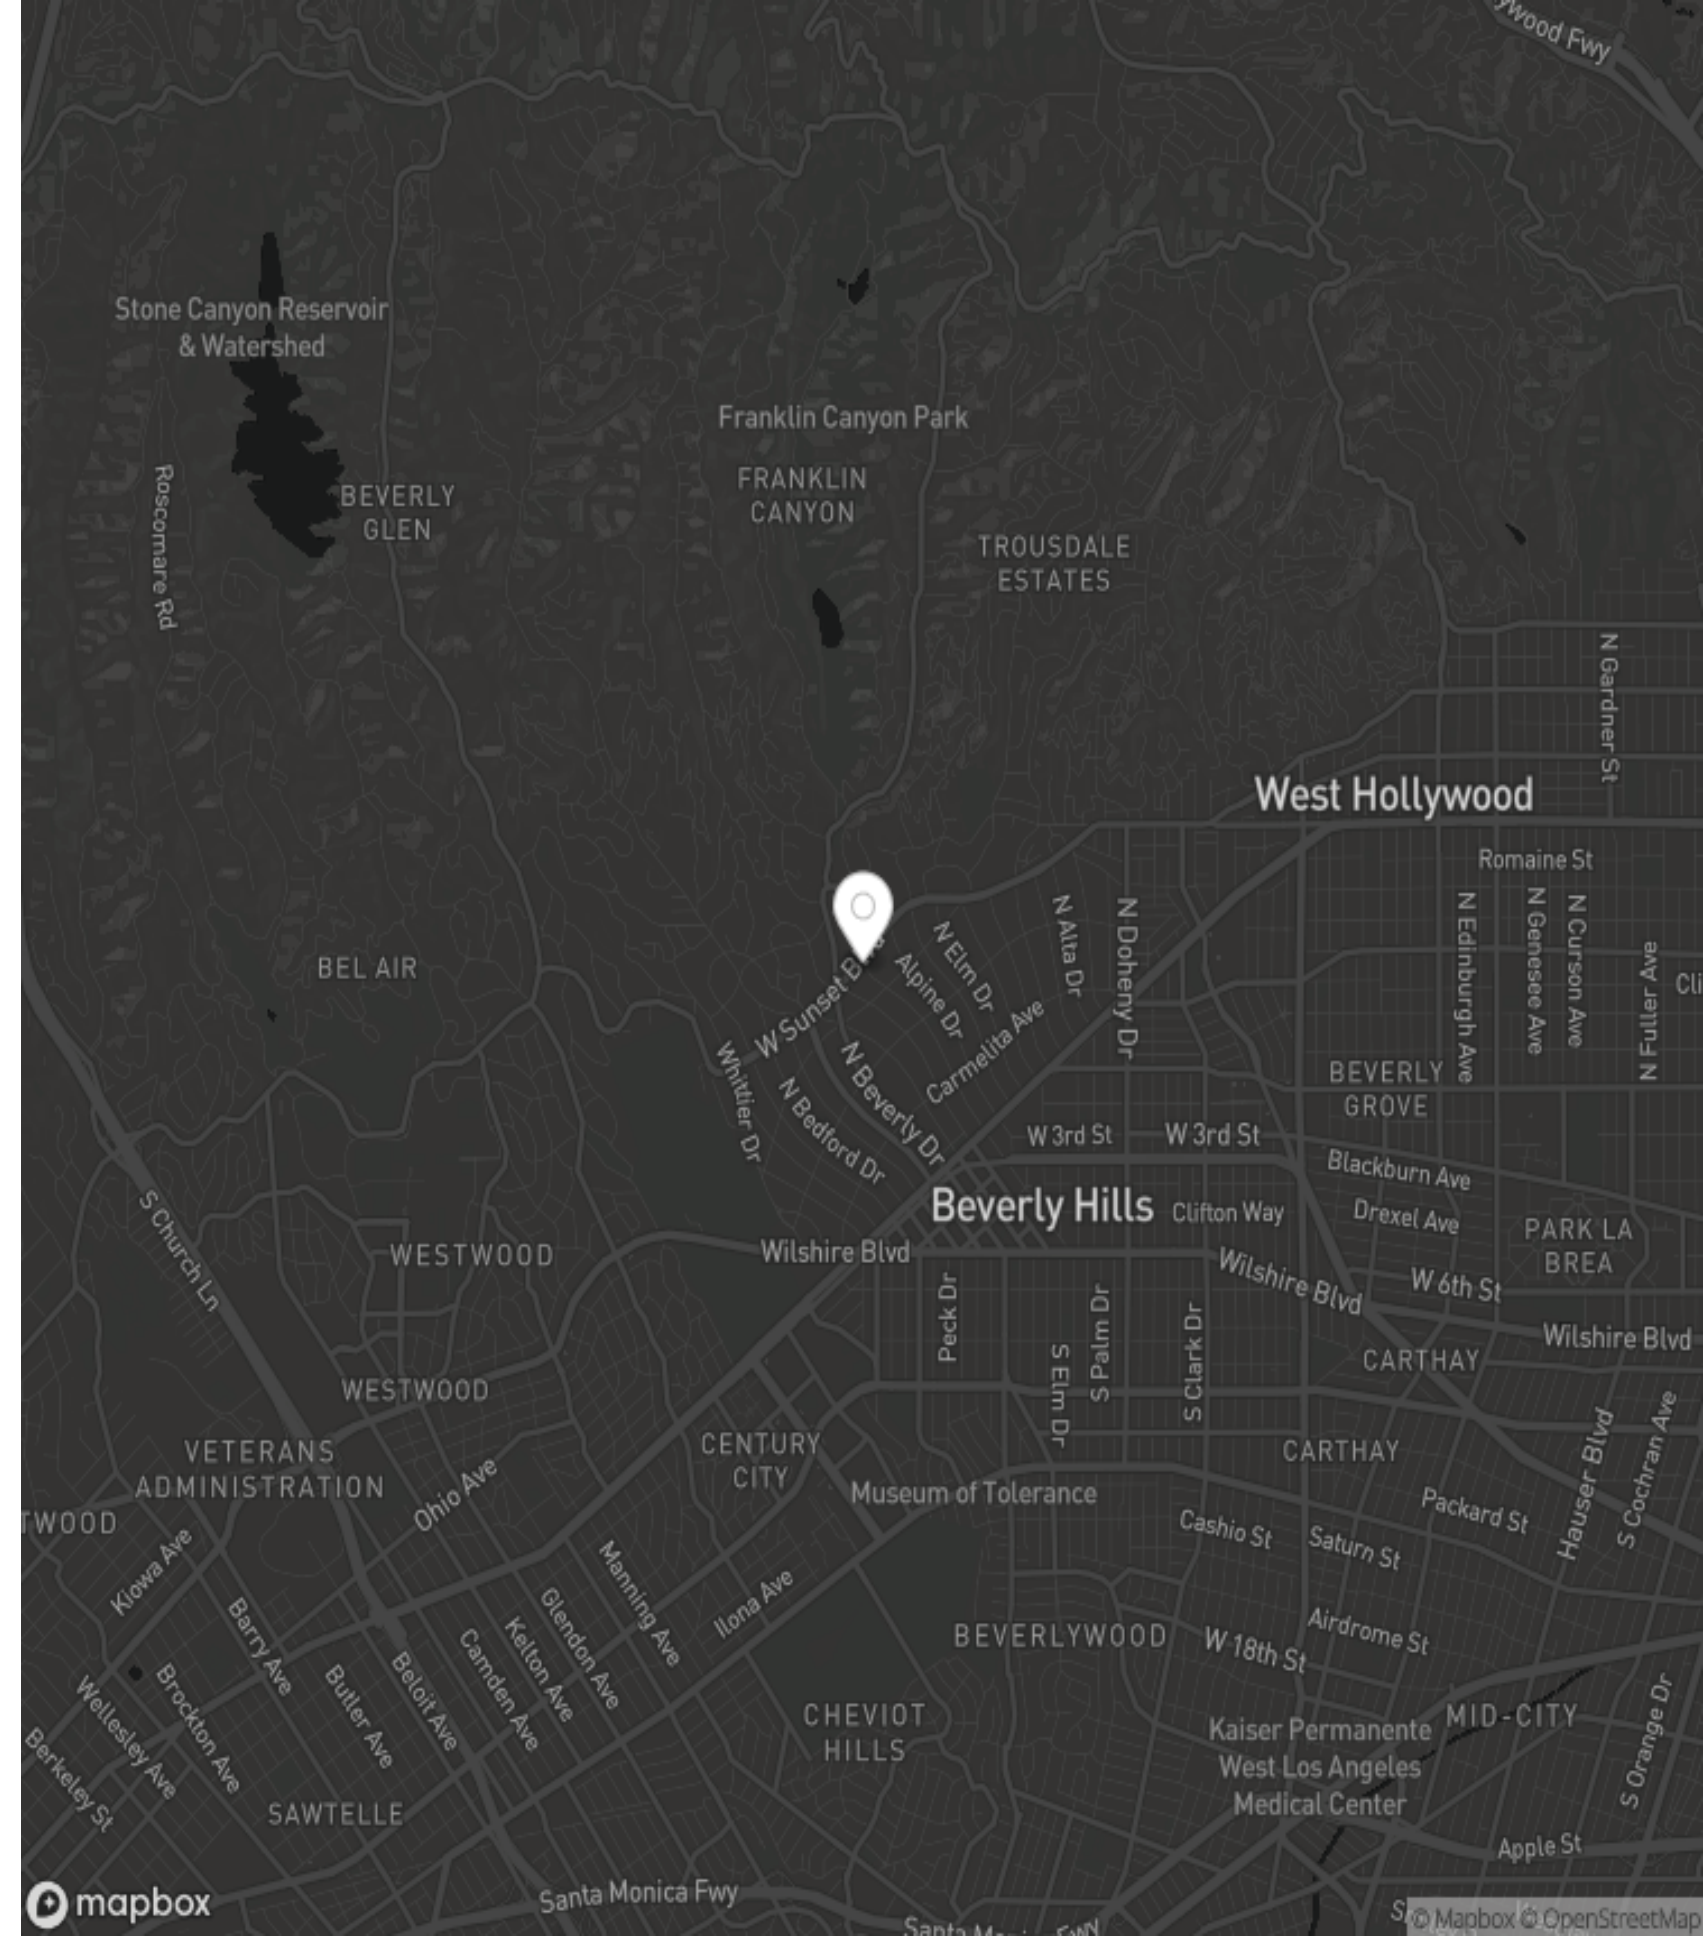 ywood Fwy
Stone Canyon Reservoir
& Watershed
Franklin Canyon Park
Roscomare Rd
BEVERLY
GLEN
FRANKLIN
CANYON
TROUSDALE
ESTATES
N Gardner St
West Hollywood
Romaine St
N Alta Dr
N Doheny Dr
N Edinburgh Ave
N Genesee Ave
N Curson Ave
N Fuller Ave
Cli
BEL AIR
W Sunset B
N Elm Dr
Alpine Dr
Carmelita Ave
Whittier Dr
N Bedford Dr
N Beverly Dr
BEVERLY
GROVE
W 3rd St
W 3rd St
Blackburn Ave
Beverly Hills
Clifton Way
Drexel Ave
PARK LA
BREA
S Church Ln
WESTWOOD
Wilshire Blvd
Wilshire Blvd
W 6th St
Wilshire Blvd
Peck Dr
S Elm Dr
S Palm Dr
S Clark Dr
CARTHAY
WESTWOOD
VETERANS
ADMINISTRATION
CENTURY
CITY
CARTHAY
Hauser Blvd
S Cochran Ave
Ohio Ave
Museum of Tolerance
Packard St
TWOOD
Cashio St
Saturn St
Kiowa Ave
Manning Ave
Ilona Ave
Barry Ave
Glendon Ave
Kelton Ave
Camden Ave
BEVERLYWOOD
Airdrome St
W 18th St
Beloit Ave
Butler Ave
Brockton Ave
Wellesley Ave
Berkeley St
CHEVIOT
HILLS
Kaiser Permanente
West Los Angeles
Medical Center
MID-CITY
S Orange Dr
SAWTELLE
Apple St
mapbox
Santa Monica Fwy
© Mapbox © OpenStreetMap